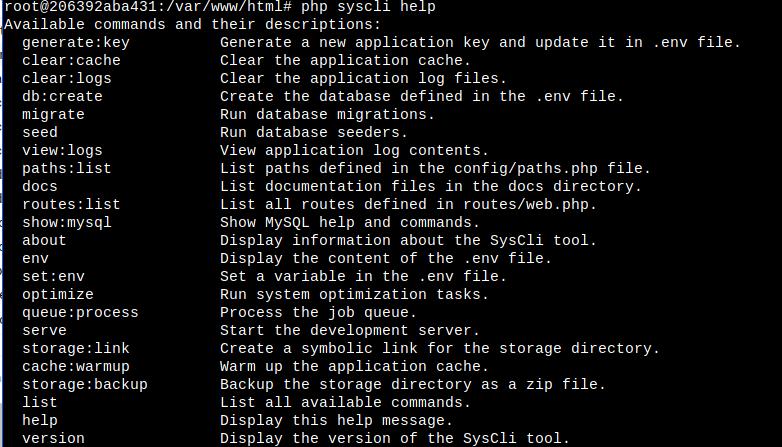 root@206392aba431:/var/www/html# php syscli help
Available commands and their descriptions:
generate:key Generate a new application key and update it in .env file.
clear:cache Clear the application cache.
clear:logs Clear the application log files.
db:create Create the database defined in the .env file.
migrate Run database migrations.
seed Run database seeders.
view:logs View application log contents.
paths:list List paths defined in the config/paths.php file.
docs List documentation files in the docs directory.
routes:list List all routes defined in routes/web.php.
show:mysql Show MySQL help and commands.
about Display information about the SysCli tool.
env Display the content of the .env file.
set:env Set a variable in the .env file.
optimize Run system optimization tasks.
queue:process Process the job queue.
serve Start the development server.
storage:link Create a symbolic link for the storage directory.
cache:warmup Warm up the application cache.
storage:backup Backup the storage directory as a zip file.
list List all available commands.
help Display this help message.
version Display the version of the SysCli tool.